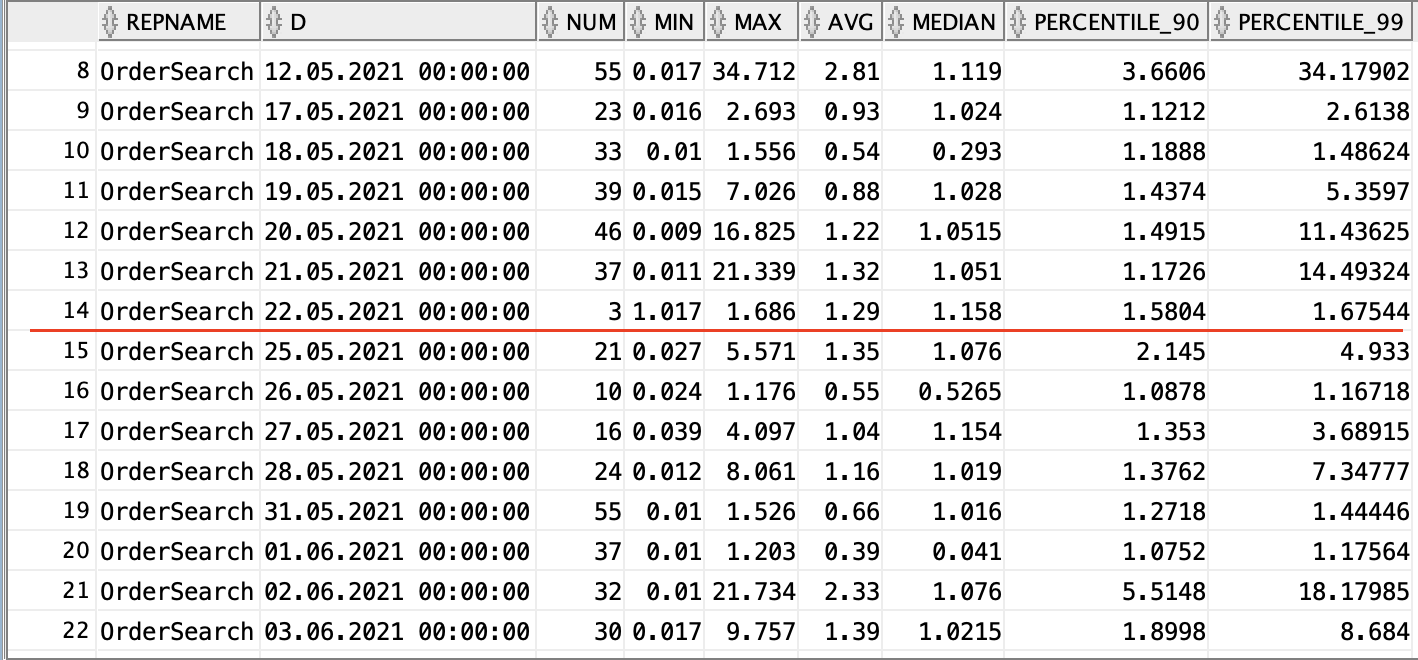 REPNAME D NUM MIN MAX AVG MEDIAN PERCENTILE_90 PERCENTILE_99
8 OrderSearch 12.05.2021 00:00:00 55 0.017 34.712 2.81 1.119 3.6606 34.17902
9 OrderSearch 17.05.2021 00:00:00 23 0.016 2.693 0.93 1.024 1.1212 2.6138
10 OrderSearch 18.05.2021 00:00:00 33 0.01 1.556 0.54 0.293 1.1888 1.48624
11 OrderSearch 19.05.2021 00:00:00 39 0.015 7.026 0.88 1.028 1.4374 5.3597
12 OrderSearch 20.05.2021 00:00:00 46 0.009 16.825 1.22 1.0515 1.4915 11.43625
13 OrderSearch 21.05.2021 00:00:00 37 0.011 21.339 1.32 1.051 1.1726 14.49324
14 OrderSearch 22.05.2021 00:00:00 3 1.017 1.686 1.29 1.158 1.5804 1.67544
15 OrderSearch 25.05.2021 00:00:00 21 0.027 5.571 1.35 1.076 2.145 4.933
16 OrderSearch 26.05.2021 00:00:00 10 0.024 1.176 0.55 0.5265 1.0878 1.16718
17 OrderSearch 27.05.2021 00:00:00 16 0.039 4.097 1.04 1.154 1.353 3.68915
18 OrderSearch 28.05.2021 00:00:00 24 0.012 8.061 1.16 1.019 1.3762 7.34777
19 OrderSearch 31.05.2021 00:00:00 55 0.01 1.526 0.66 1.016 1.2718 1.44446
20 OrderSearch 01.06.2021 00:00:00 37 0.01 1.203 0.39 0.041 1.0752 1.17564
21 OrderSearch 02.06.2021 00:00:00 32 0.01 21.734 2.33 1.076 5.5148 18.17985
22 OrderSearch 03.06.2021 00:00:00 30 0.017 9.757 1.39 1.0215 1.8998 8.684